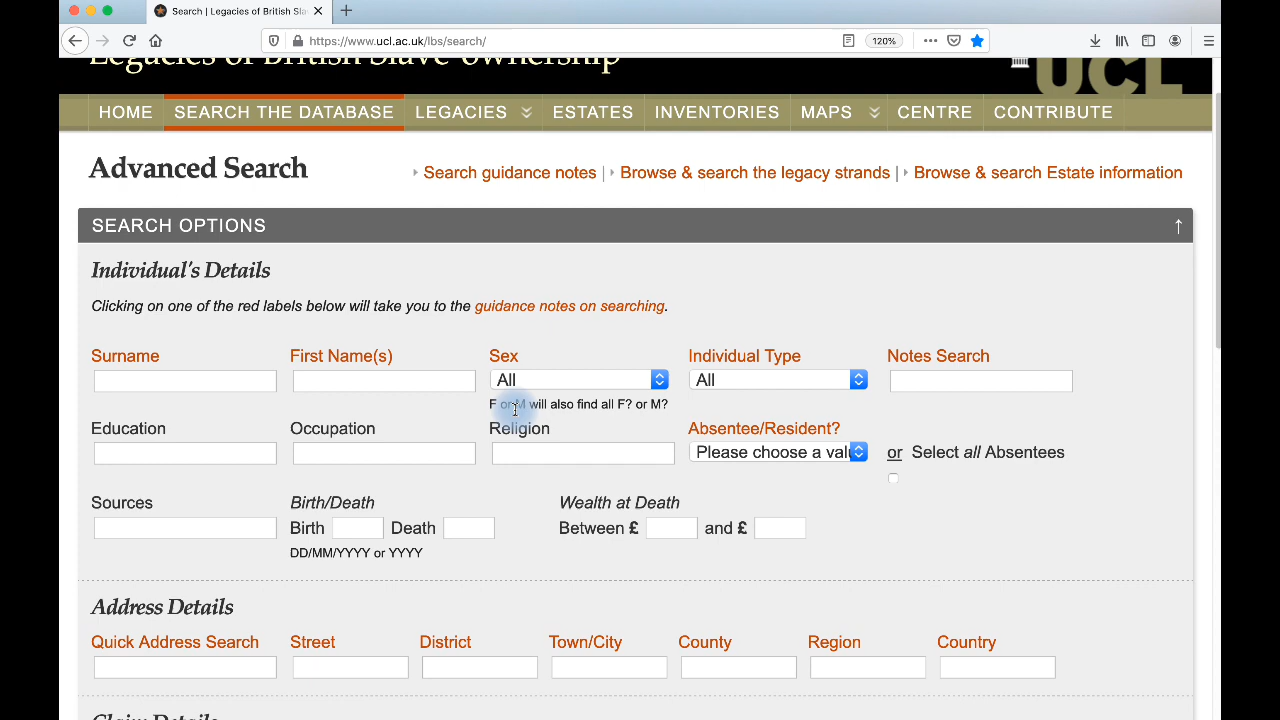 Search | Legacies of British Slav
https://www.ucl.ac.uk/lbs/search/
120%
Legacies of British Slave-ownership
UCL
HOME SEARCH THE DATABASE LEGACIES ESTATES INVENTORIES MAPS CENTRE CONTRIBUTE
Advanced Search
Search guidance notes | Browse & search the legacy strands | Browse & search Estate information
SEARCH OPTIONS ↑
Individual's Details
Clicking on one of the red labels below will take you to the guidance notes on searching.
Surname First Name(s) Sex Individual Type Notes Search
All All
F or M will also find all F? or M?
Education Occupation Religion Absentee/Resident?
Please choose a valu or Select all Absentees
Sources Birth/Death Wealth at Death
Birth Death Between £ and £
DD/MM/YYYY or YYYY
Address Details
Quick Address Search Street District Town/City County Region Country
Claim Details